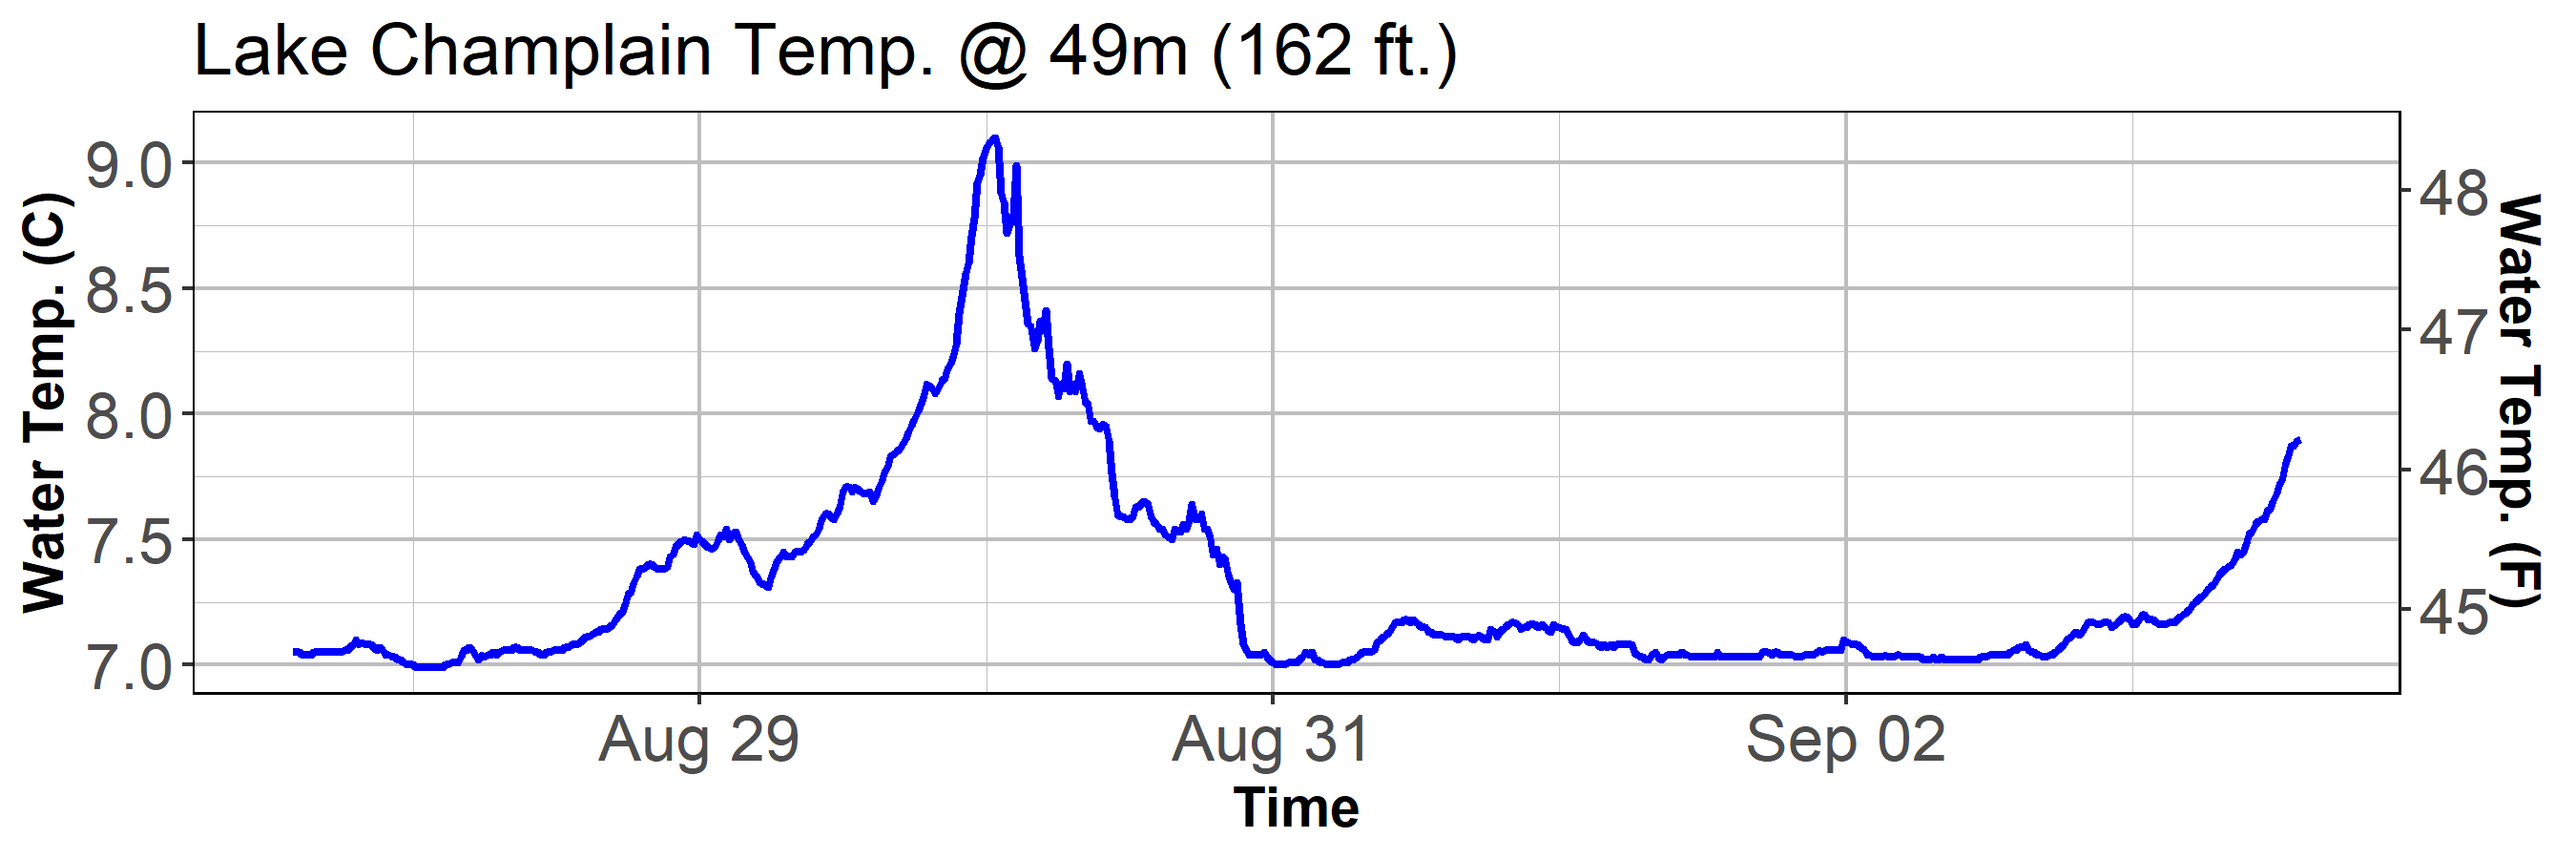 Lake Champlain Temp. @ 49m (162 ft.)
Water Temp. (C)
9.0
8.5
8.0
7.5
7.0
48
47
46
45
Water Temp. (F)
Aug 29
Aug 31
Sep 02
Time